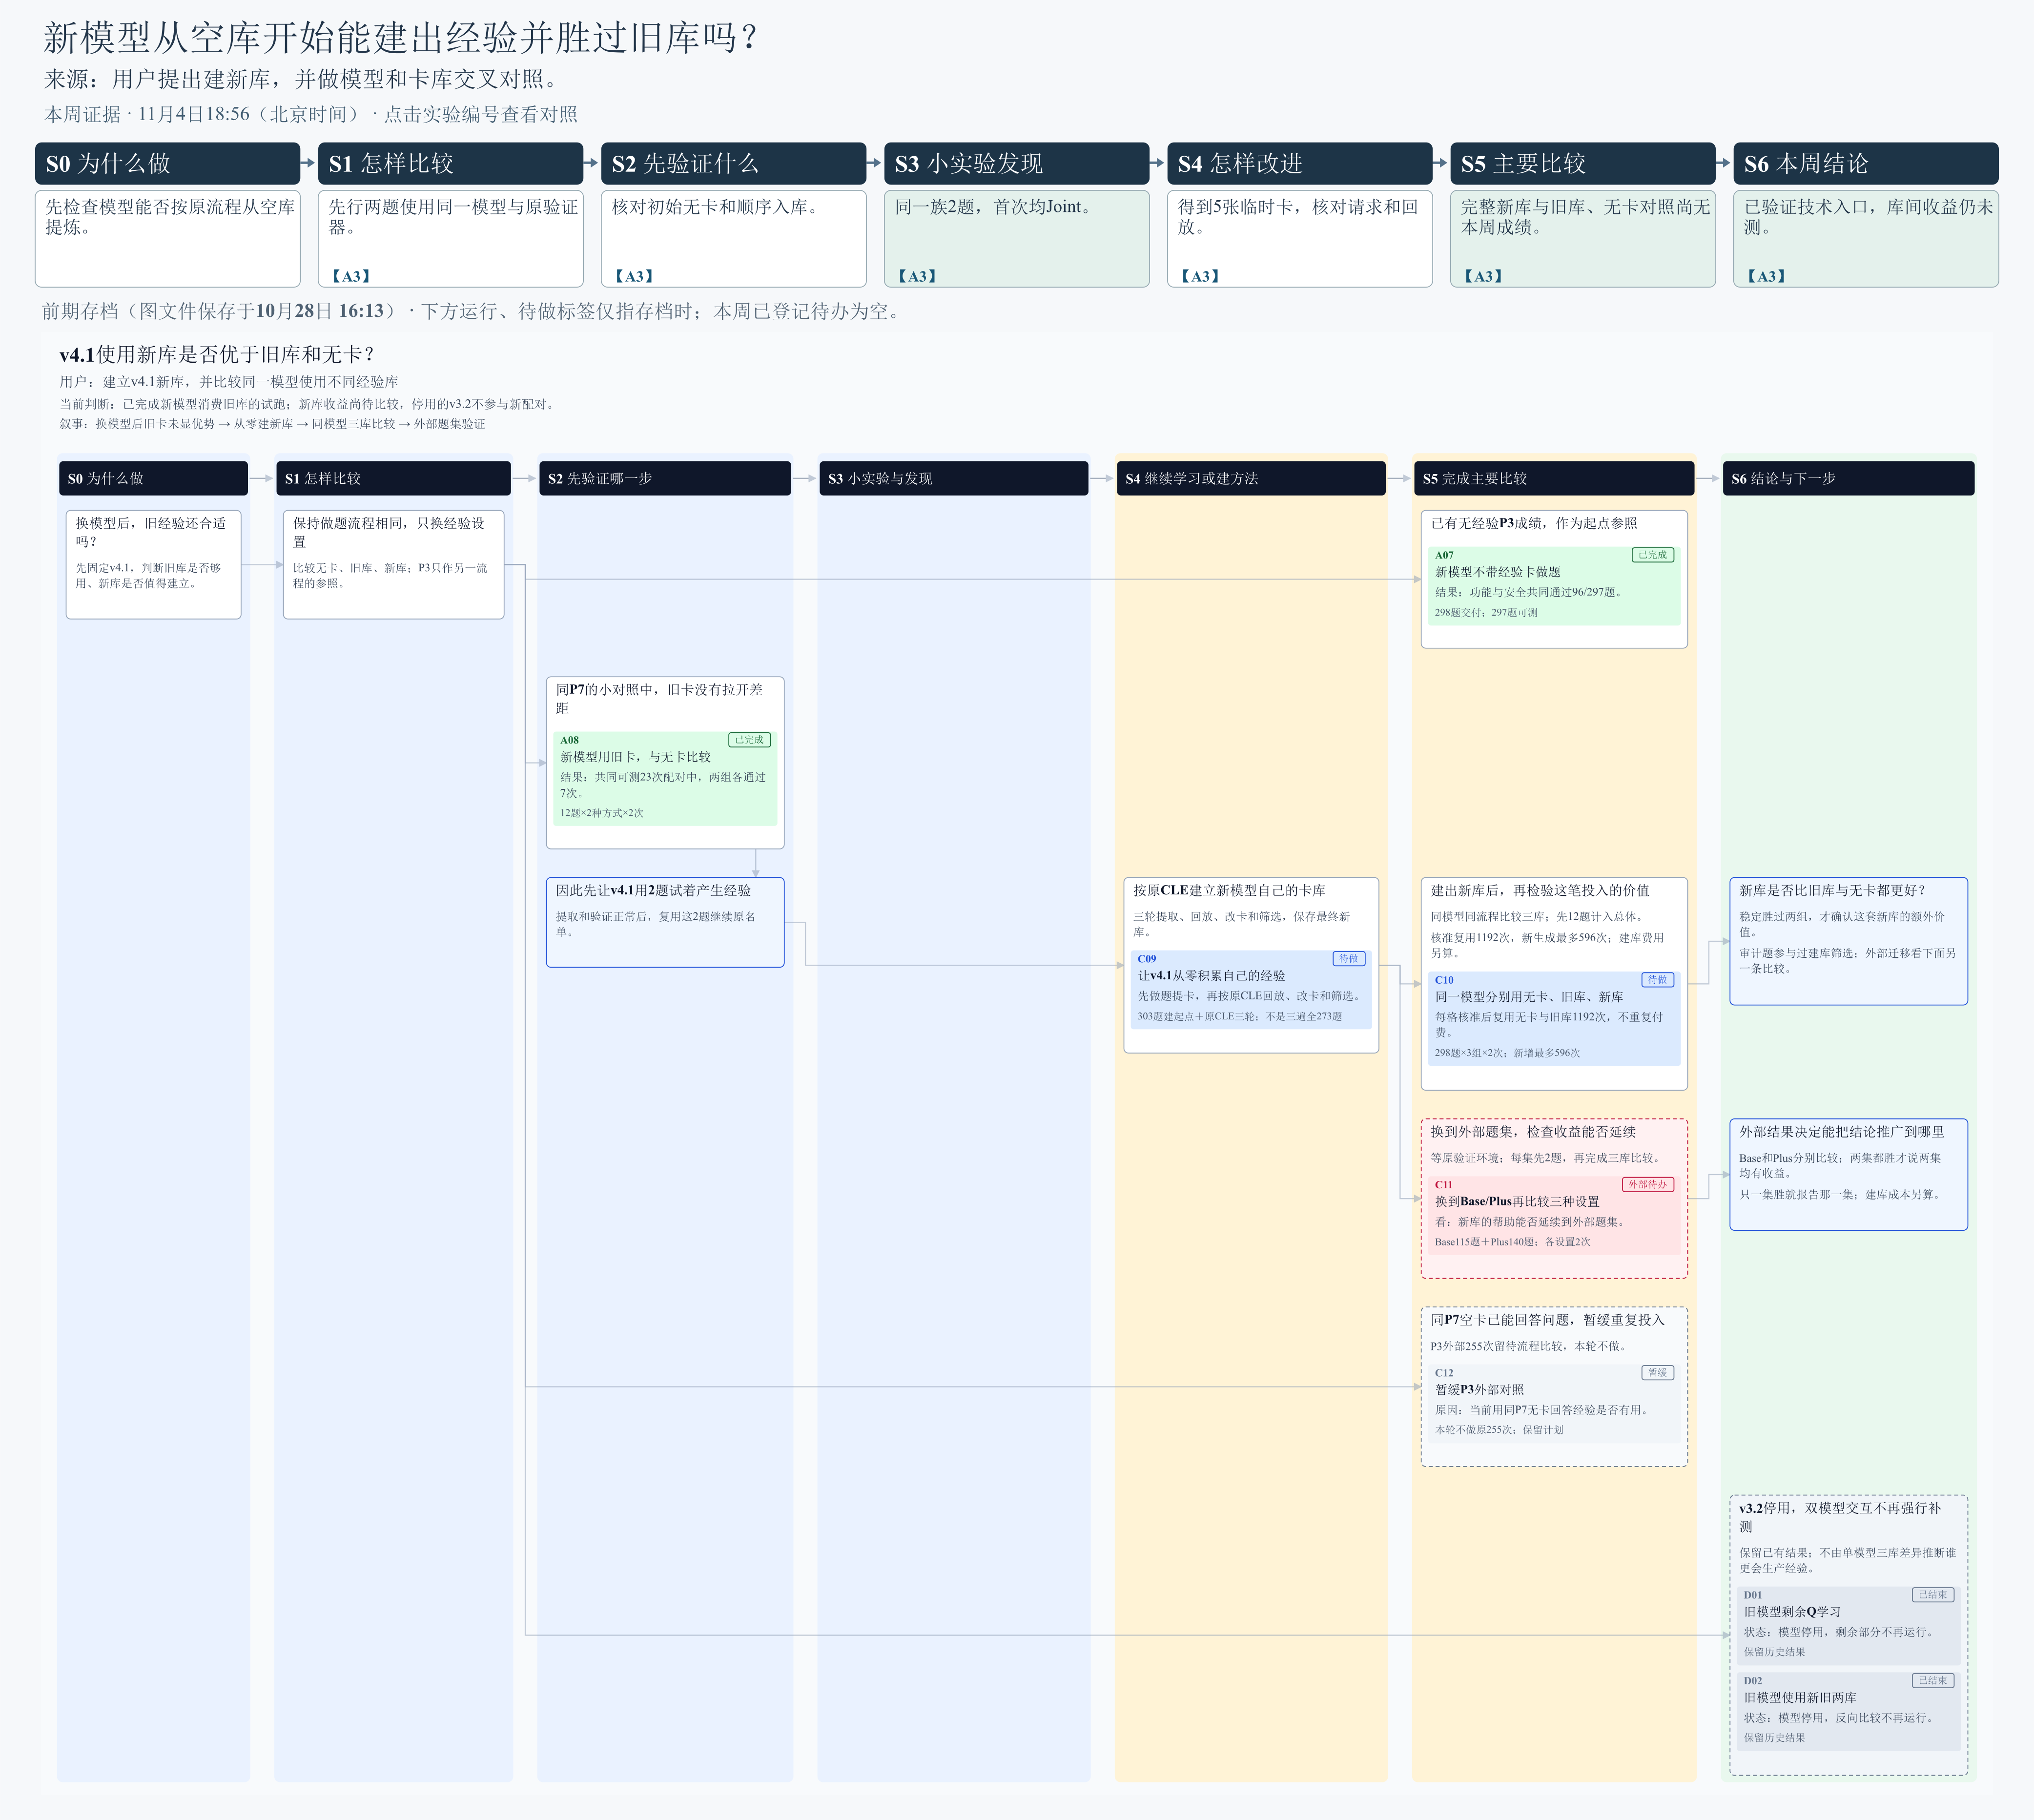 新模型从空库开始能建出经验并胜过旧库吗？
来源：用户提出建新库，并做模型和卡库交叉对照。
本周证据 · 11月4日18:56（北京时间） · 点击实验编号查看对照
S0 为什么做
先检查模型能否按原流程从空库
提炼。
S1 怎样比较
先行两题使用同一模型与原验证
器。
【A3】
S2 先验证什么
核对初始无卡和顺序入库。
【A3】
S3 小实验发现
同一族2题，首次均Joint。
【A3】
S4 怎样改进
得到5张临时卡，核对请求和回
放。
【A3】
S5 主要比较
完整新库与旧库、无卡对照尚无
本周成绩。
【A3】
S6 本周结论
已验证技术入口，库间收益仍未
测。
【A3】
前期存档（图文件保存于10月28日 16:13） · 下方运行、待做标签仅指存档时；本周已登记待办为空。
v4.1使用新库是否优于旧库和无卡？
用户：建立v4.1新库，并比较同一模型使用不同经验库
当前判断：已完成新模型消费旧库的试跑；新库收益尚待比较，停用的v3.2不参与新配对。
叙事：换模型后旧卡未显优势 → 从零建新库 → 同模型三库比较 → 外部题集验证
S0 为什么做
S1 怎样比较
S2 先验证哪一步
S3 小实验与发现
S4 继续学习或建方法
S5 完成主要比较
S6 结论与下一步
换模型后，旧经验还合适
吗？
先固定v4.1，判断旧库是否够
用、新库是否值得建立。
保持做题流程相同，只换经验设
置
比较无卡、旧库、新库；P3只作另一流
程的参照。
已有无经验P3成绩，作为起点参照
A07
已完成
新模型不带经验卡做题
结果：功能与安全共同通过96/297题。
298题交付；297题可测
同P7的小对照中，旧卡没有拉开差
距
A08
已完成
新模型用旧卡，与无卡比较
结果：共同可测23次配对中，两组各通过
7次。
12题×2种方式×2次
因此先让v4.1用2题试着产生经验
提取和验证正常后，复用这2题继续原名
单。
按原CLE建立新模型自己的卡库
三轮提取、回放、改卡和筛选，保存最终新
库。
C09
待做
让v4.1从零积累自己的经验
先做题提卡，再按原CLE回放、改卡和筛选。
303题建起点＋原CLE三轮；不是三遍全273题
建出新库后，再检验这笔投入的价值
同模型同流程比较三库；先12题计入总体。
核准复用1192次，新生成最多596次；建库费用
另算。
C10
待做
同一模型分别用无卡、旧库、新库
每格核准后复用无卡与旧库1192次，不重复付
费。
298题×3组×2次；新增最多596次
新库是否比旧库与无卡都更好？
稳定胜过两组，才确认这套新库的额外价
值。
审计题参与过建库筛选；外部迁移看下面另
一条比较。
换到外部题集，检查收益能否延续
等原验证环境；每集先2题，再完成三库比较。
C11
外部待办
换到Base/Plus再比较三种设置
看：新库的帮助能否延续到外部题集。
Base115题＋Plus140题；各设置2次
外部结果决定能把结论推广到哪里
Base和Plus分别比较；两集都胜才说两集
均有收益。
只一集胜就报告那一集；建库成本另算。
同P7空卡已能回答问题，暂缓重复投入
P3外部255次留待流程比较，本轮不做。
C12
暂缓
暂缓P3外部对照
原因：当前用同P7无卡回答经验是否有用。
本轮不做原255次；保留计划
v3.2停用，双模型交互不再强行补
测
保留已有结果；不由单模型三库差异推断谁
更会生产经验。
D01
已结束
旧模型剩余Q学习
状态：模型停用，剩余部分不再运行。
保留历史结果
D02
已结束
旧模型使用新旧两库
状态：模型停用，反向比较不再运行。
保留历史结果